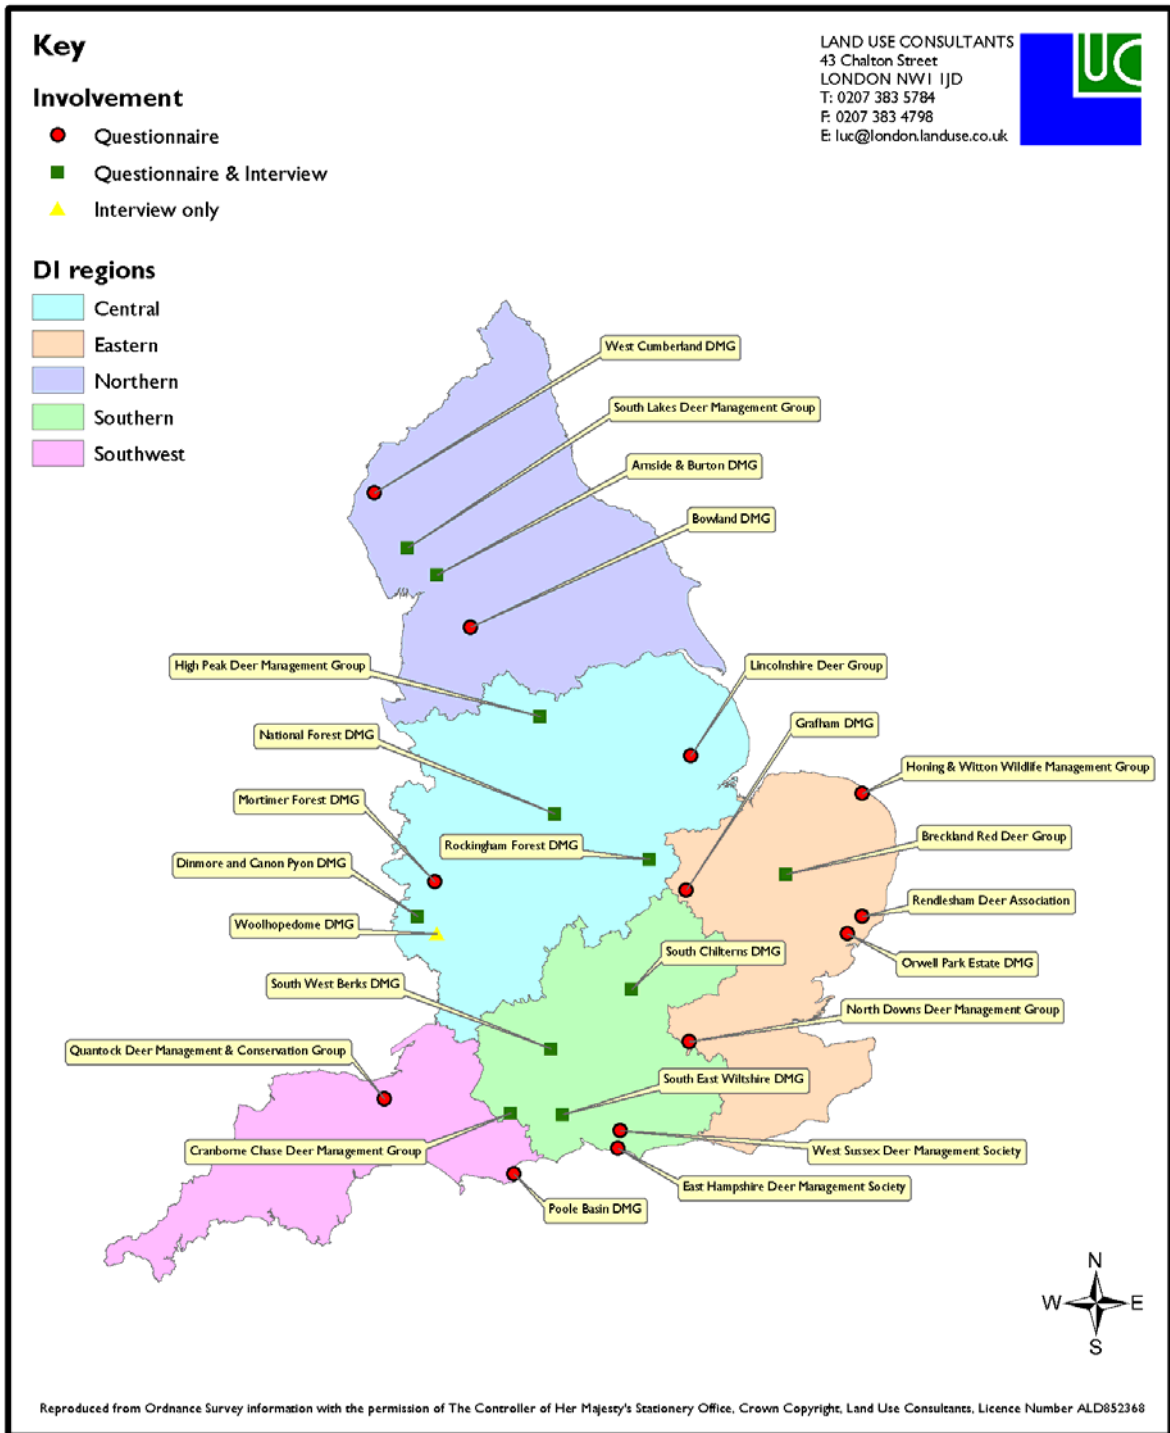 Key
Involvement
Questionnaire
Questionnaire & Interview
Interview only
DI regions
Central
Eastern
Northern
Southern
Southwest
LAND USE CONSULTANTS
43 Chalton Street
LONDON NW1 1JD
T: 0207 383 5784
F: 0207 383 4798
E: luc@london.landuse.co.uk
LUC
West Cumberland DMG
South Lakes Deer Management Group
Arnside & Burton DMG
Bowland DMG
High Peak Deer Management Group
Lincolnshire Deer Group
Grafham DMG
National Forest DMG
Honing & Witton Wildlife Management Group
Mortimer Forest DMG
Breckland Red Deer Group
Rockingham Forest DMG
Dinmore and Canon Pyon DMG
Rendlesham Deer Association
Woolhopedome DMG
South Chilterns DMG
Orwell Park Estate DMG
South West Berks DMG
North Downs Deer Management Group
Quantock Deer Management & Conservation Group
South East Wiltshire DMG
Cranborne Chase Deer Management Group
West Sussex Deer Management Society
East Hampshire Deer Management Society
Poole Basin DMG
N
W E
S
Reproduced from Ordnance Survey information with the permission of The Controller of Her Majesty's Stationery Office, Crown Copyright, Land Use Consultants, Licence Number ALD852368